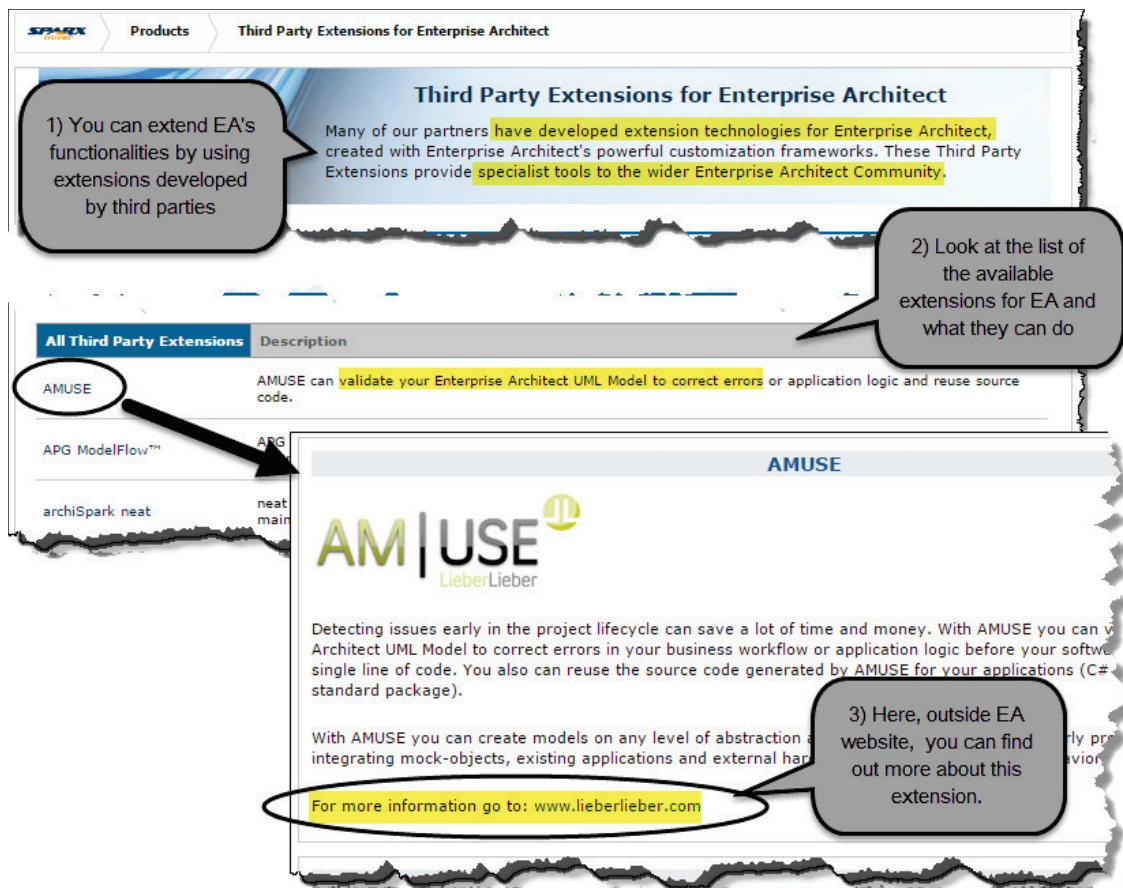 SPARX SYSTEMS Products Third Party Extensions for Enterprise Architect
Third Party Extensions for Enterprise Architect
Many of our partners have developed extension technologies for Enterprise Architect,
created with Enterprise Architect's powerful customization frameworks. These Third Party
Extensions provide specialist tools to the wider Enterprise Architect Community.
1) You can extend EA's
functionalities by using
extensions developed
by third parties
2) Look at the list of
the available
extensions for EA and
what they can do
All Third Party Extensions Description
AMUSE
AMUSE can validate your Enterprise Architect UML Model to correct errors or application logic and reuse source
code.
APG ModelFlow™ APG
archiSpark neat
neat
main
AMUSE
AM|USE
LieberLieber
Detecting issues early in the project lifecycle can save a lot of time and money. With AMUSE you can v
Architect UML Model to correct errors in your business workflow or application logic before your softwa
single line of code. You also can reuse the source code generated by AMUSE for your applications (C#
standard package).
With AMUSE you can create models on any level of abstraction a rly pro
integrating mock-objects, existing applications and external har avior
For more information go to: www.lieberlieber.com
3) Here, outside EA
website, you can find
out more about this
extension.